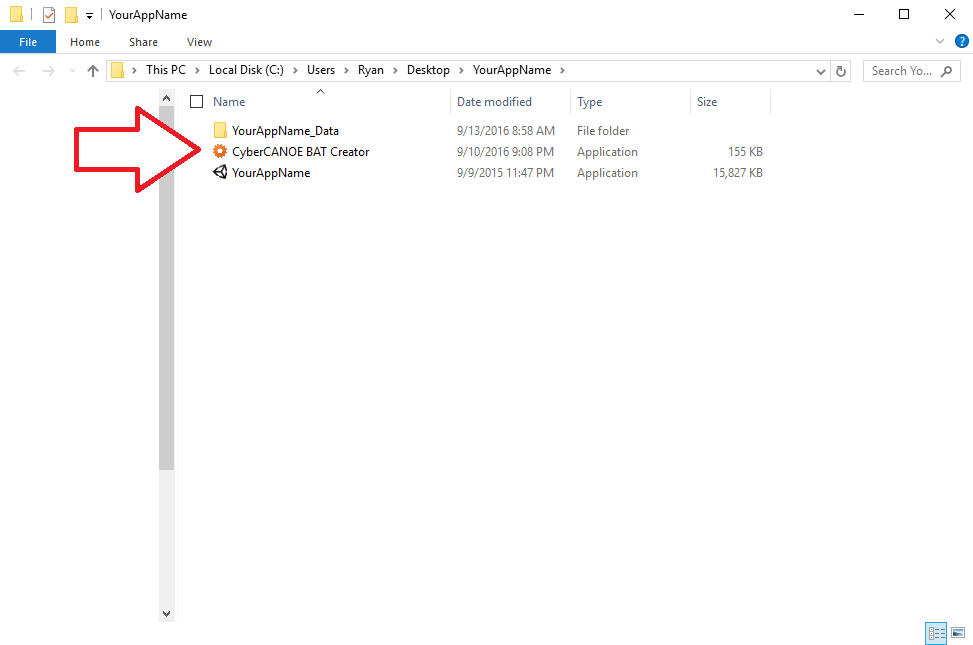 YourAppName
File Home Share View
This PC Local Disk (C:) Users Ryan Desktop YourAppName Search Yo...
Name Date modified Type Size
YourAppName_Data 9/13/2016 8:58 AM File folder
CyberCANOE BAT Creator 9/10/2016 9:08 PM Application 155 KB
YourAppName 9/9/2015 11:47 PM Application 15,827 KB